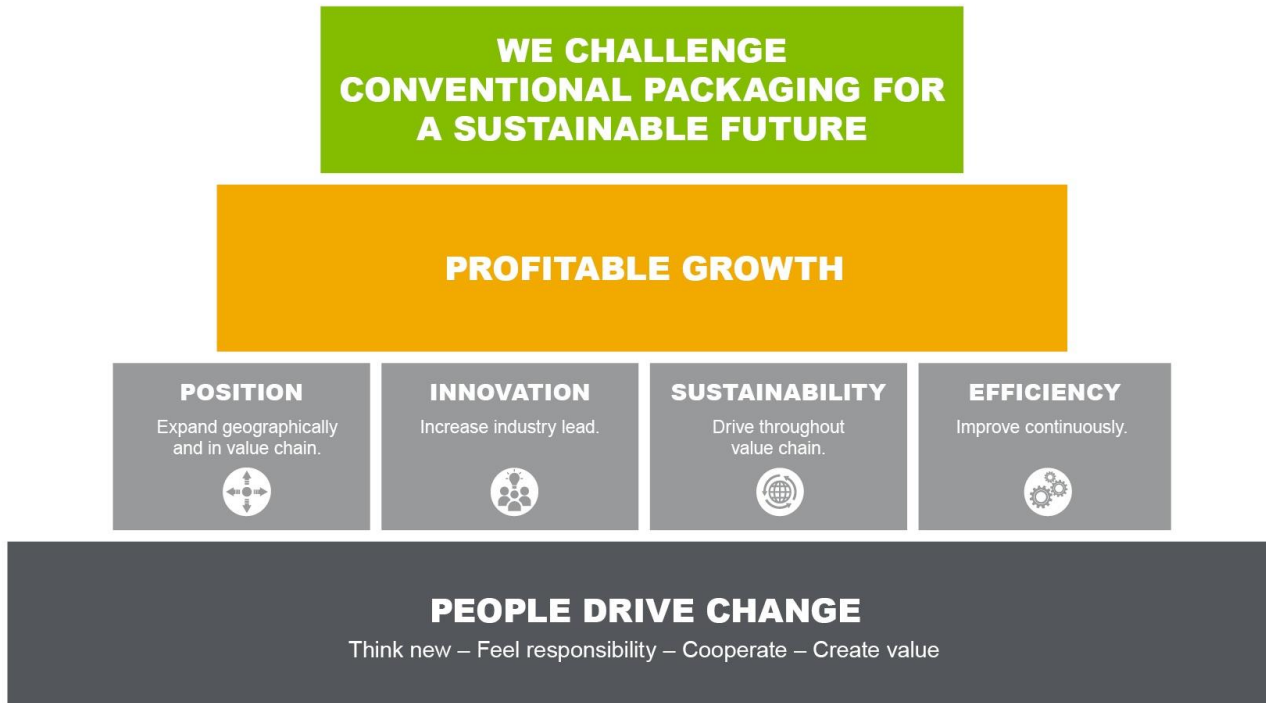 WE CHALLENGE
CONVENTIONAL PACKAGING FOR
A SUSTAINABLE FUTURE
PROFITABLE GROWTH
POSITION
Expand geographically
and in value chain.
INNOVATION
Increase industry lead.
SUSTAINABILITY
Drive throughout
value chain.
EFFICIENCY
Improve continuously.
PEOPLE DRIVE CHANGE
Think new – Feel responsibility – Cooperate – Create value